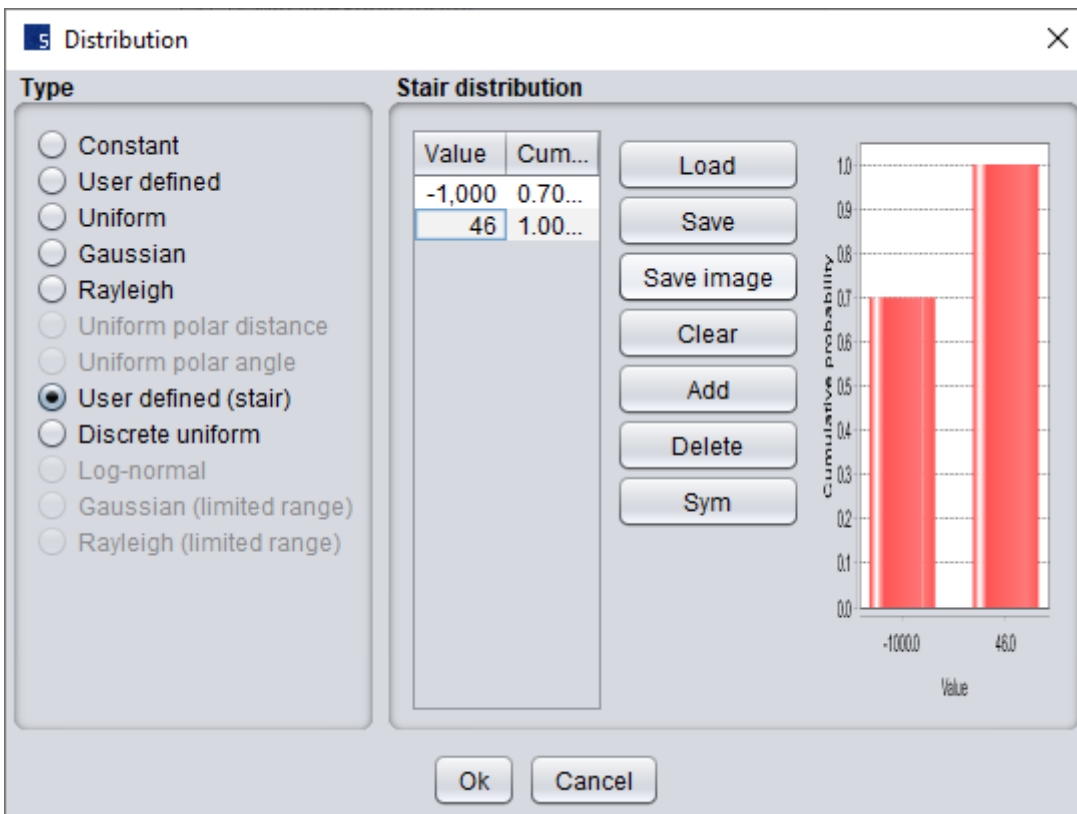 S Distribution
Type
Constant
User defined
Uniform
Gaussian
Rayleigh
Uniform polar distance
Uniform polar angle
User defined (stair)
Discrete uniform
Log-normal
Gaussian (limited range)
Rayleigh (limited range)
Stair distribution
Value Cum...
-1,000 0.70...
46 1.00...
Load
Save
Save image
Clear
Add
Delete
Sym
Cumulative probability
1.0
0.9
0.8
0.7
0.6
0.5
0.4
0.3
0.2
0.1
0.0
-1000.0 46.0
Value
Ok Cancel